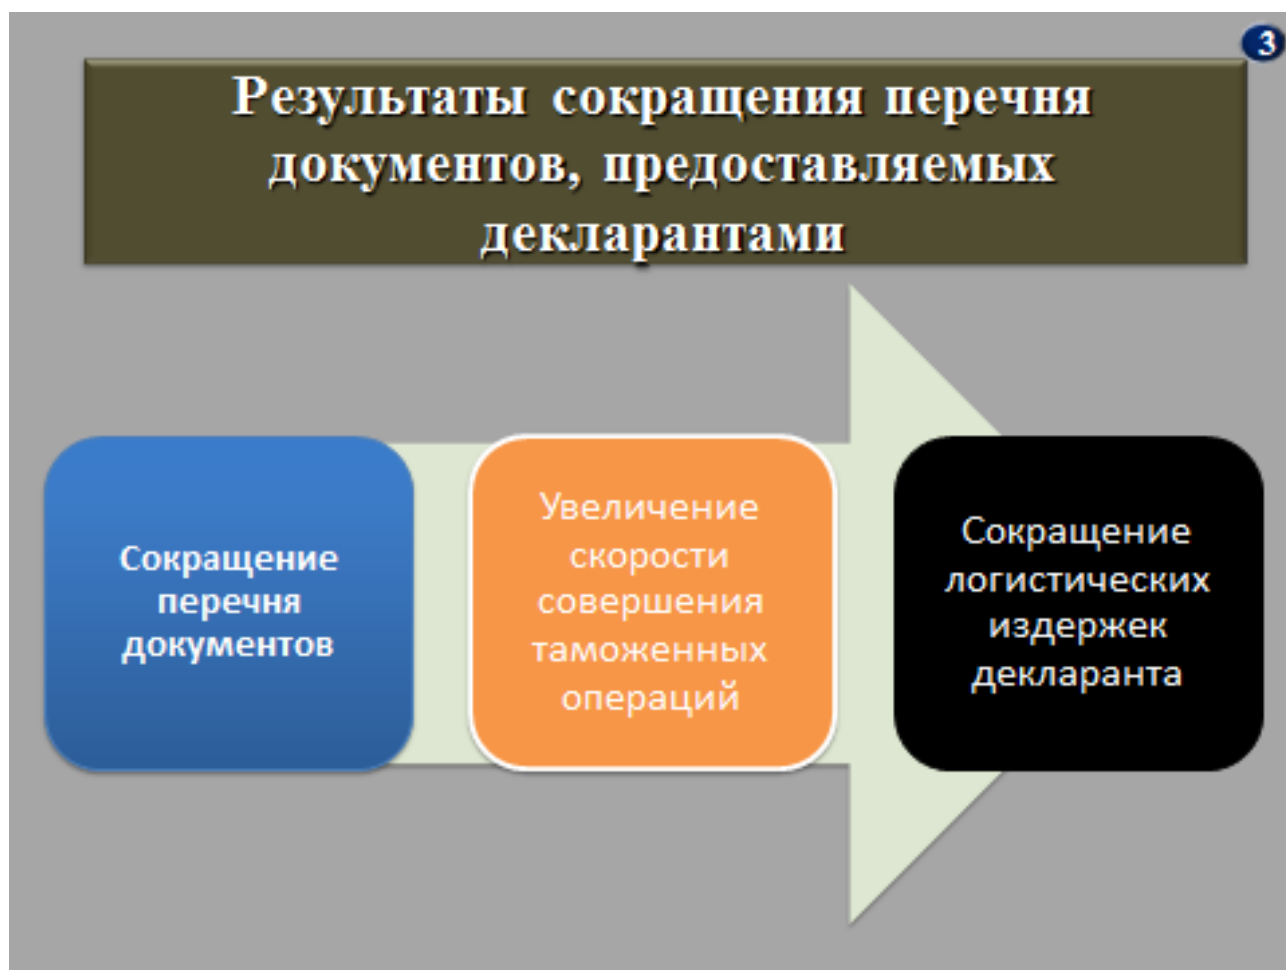 3
Результаты сокращения перечня
документов, предоставляемых
декларантами
Сокращение
перечня
документов
Увеличение
скорости
совершения
таможенных
операций
Сокращение
логистических
издержек
декларанта